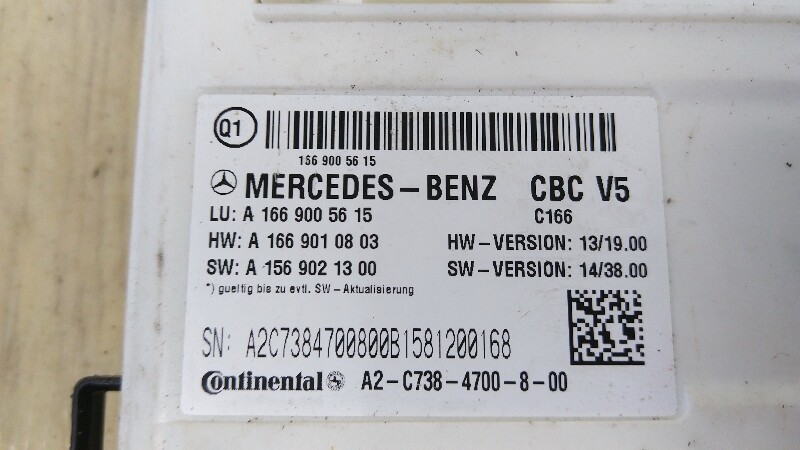 Q1
166 900 56 15
MERCEDES-BENZ CBC V5
LU: A 166 900 56 15 C166
HW: A 166 901 08 03 HW-VERSION: 13/19.00
SW: A 156 902 13 00 SW-VERSION: 14/38.00
*) gueltig bis zu evtl. SW-Aktualisierung
SN: A2C7384700800B1581200168
Continental A2-C738-4700-8-00